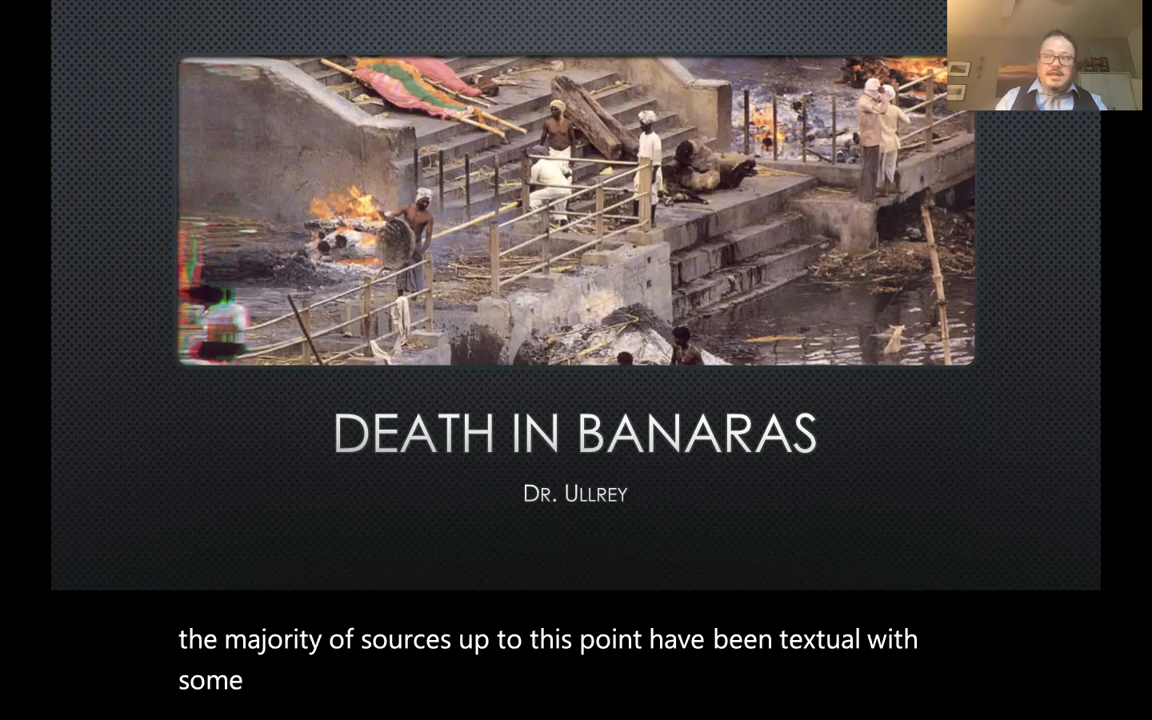 DEATH IN BANARAS
DR. ULLREY
the majority of sources up to this point have been textual with
some